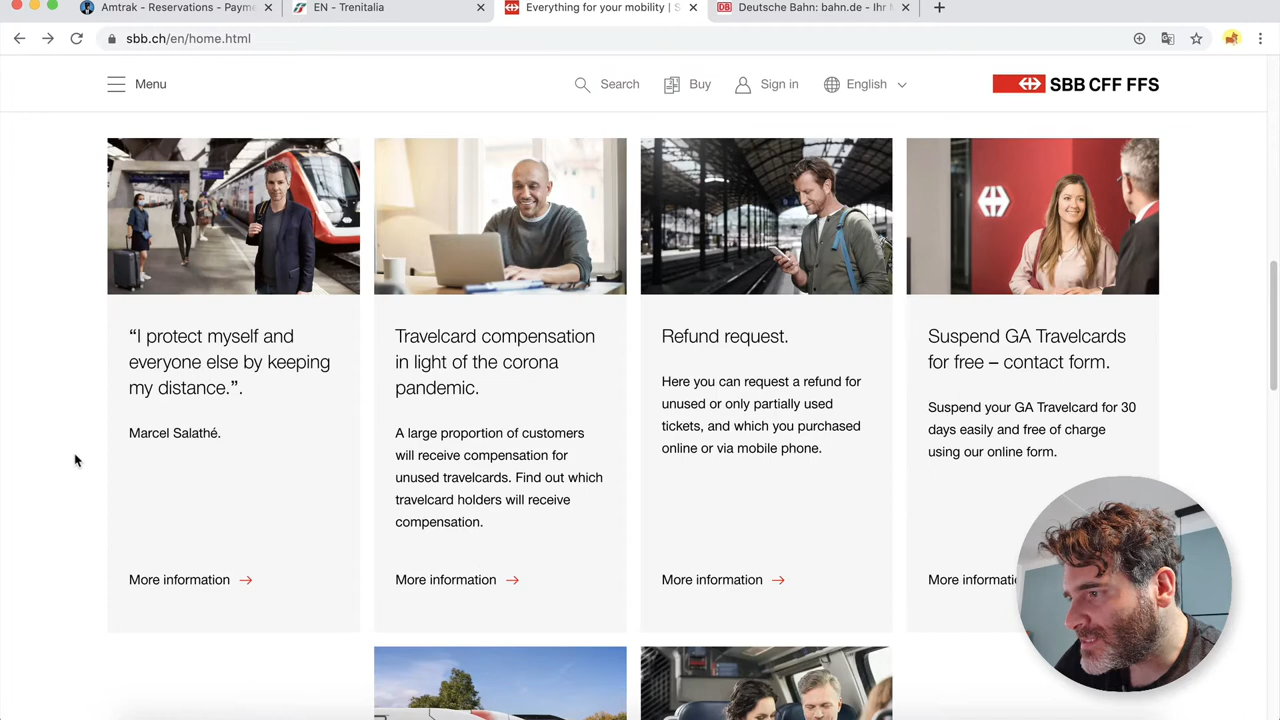 Amtrak - Reservations - Payme
EN - Trenitalia
Everything for your mobility | S
Deutsche Bahn: bahn.de - Ihr M
sbb.ch/en/home.html
Menu
Search
Buy
Sign in
English
SBB CFF FFS
“I protect myself and
everyone else by keeping
my distance.”.
Marcel Salathé.
More information
Travelcard compensation
in light of the corona
pandemic.
A large proportion of customers
will receive compensation for
unused travelcards. Find out which
travelcard holders will receive
compensation.
More information
Refund request.
Here you can request a refund for
unused or only partially used
tickets, and which you purchased
online or via mobile phone.
More information
Suspend GA Travelcards
for free – contact form.
Suspend your GA Travelcard for 30
days easily and free of charge
using our online form.
More informati